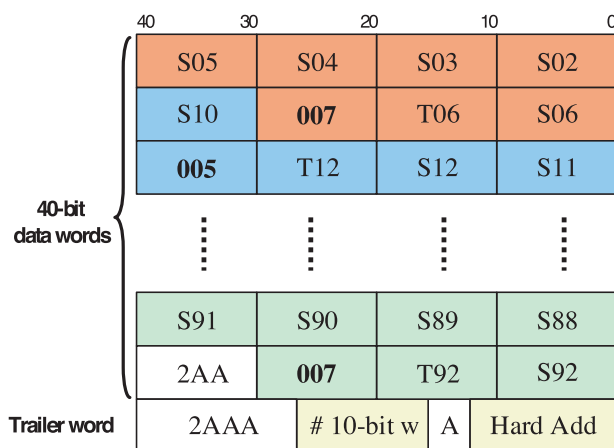 40 30 20 10 0
S05 S04 S03 S02
S10 007 T06 S06
005 T12 S12 S11
40-bit
data words
S91 S90 S89 S88
2AA 007 T92 S92
Trailer word 2AAA # 10-bit w A Hard Add